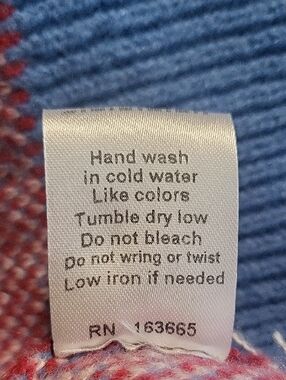 Hand wash
in cold water
Like colors
Tumble dry low
Do not bleach
Do not wring or twist
Low iron if needed
RN 163665